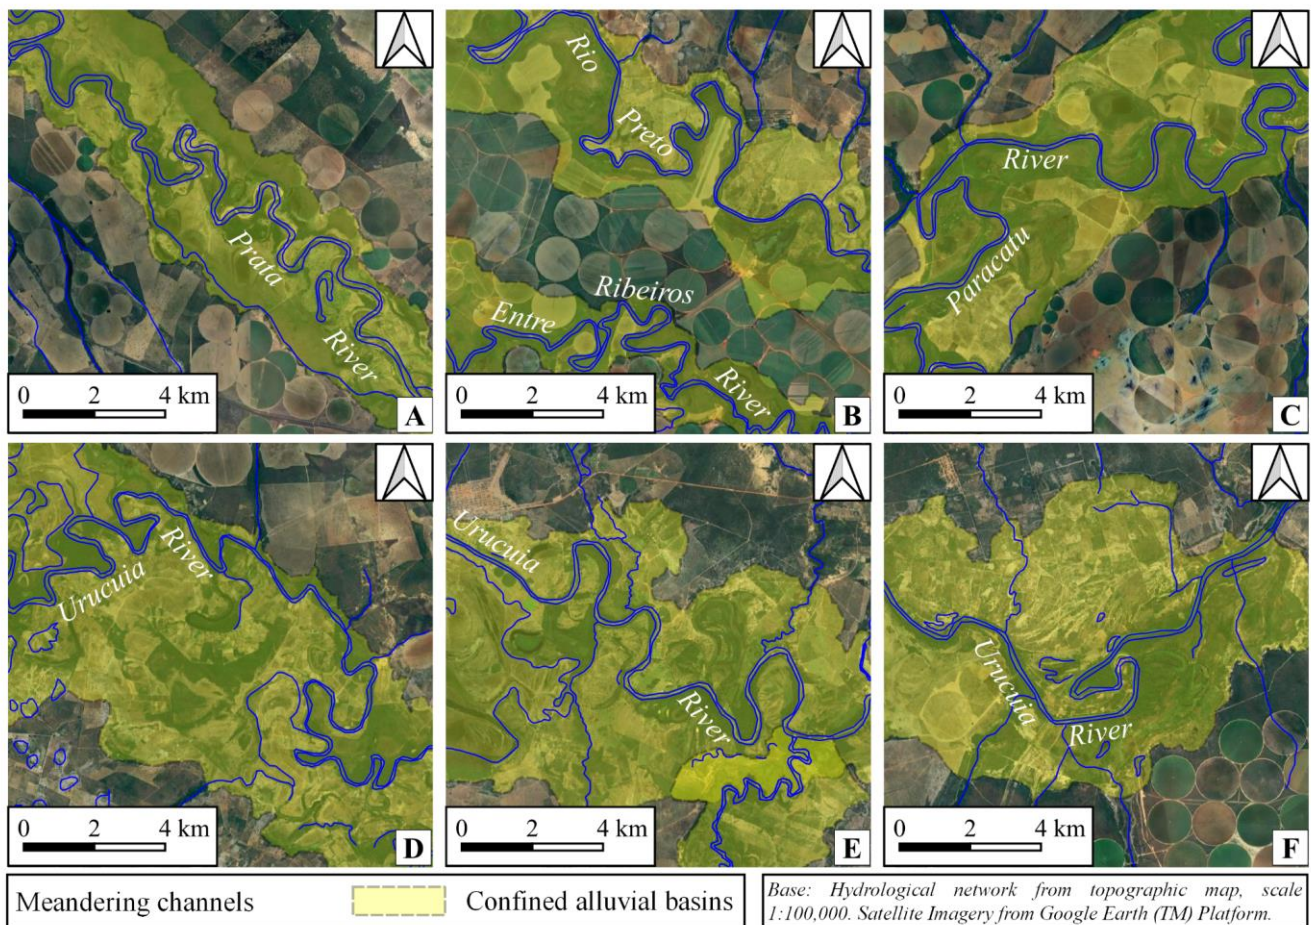 Prata
River
0 2 4 km
A
Rio
Preto
Ribeiros
Entre
River
0 2 4 km
B
River
Paracatu
0 2 4 km
C
River
Urucuia
0 2 4 km
D
Urucuia
River
0 2 4 km
E
Urucuia
River
0 2 4 km
F
Meandering channels
Confined alluvial basins
Base: Hydrological network from topographic map, scale
1:100,000. Satellite Imagery from Google Earth (TM) Platform.